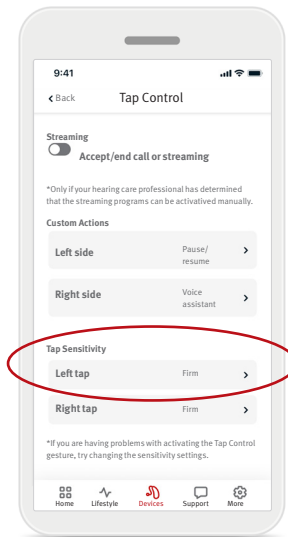 9:41
Back Tap Control
Streaming
Accept/end call or streaming
*Only if your hearing care professional has determined
that the streaming programs can be activatived manually.
Custom Actions
Left side Pause/
resume
Right side Voice
assistant
Tap Sensitivity
Left tap Firm
Right tap Firm
*If you are having problems with activating the Tap Control
gesture, try changing the sensitivity settings.
Home Lifestyle Devices Support More